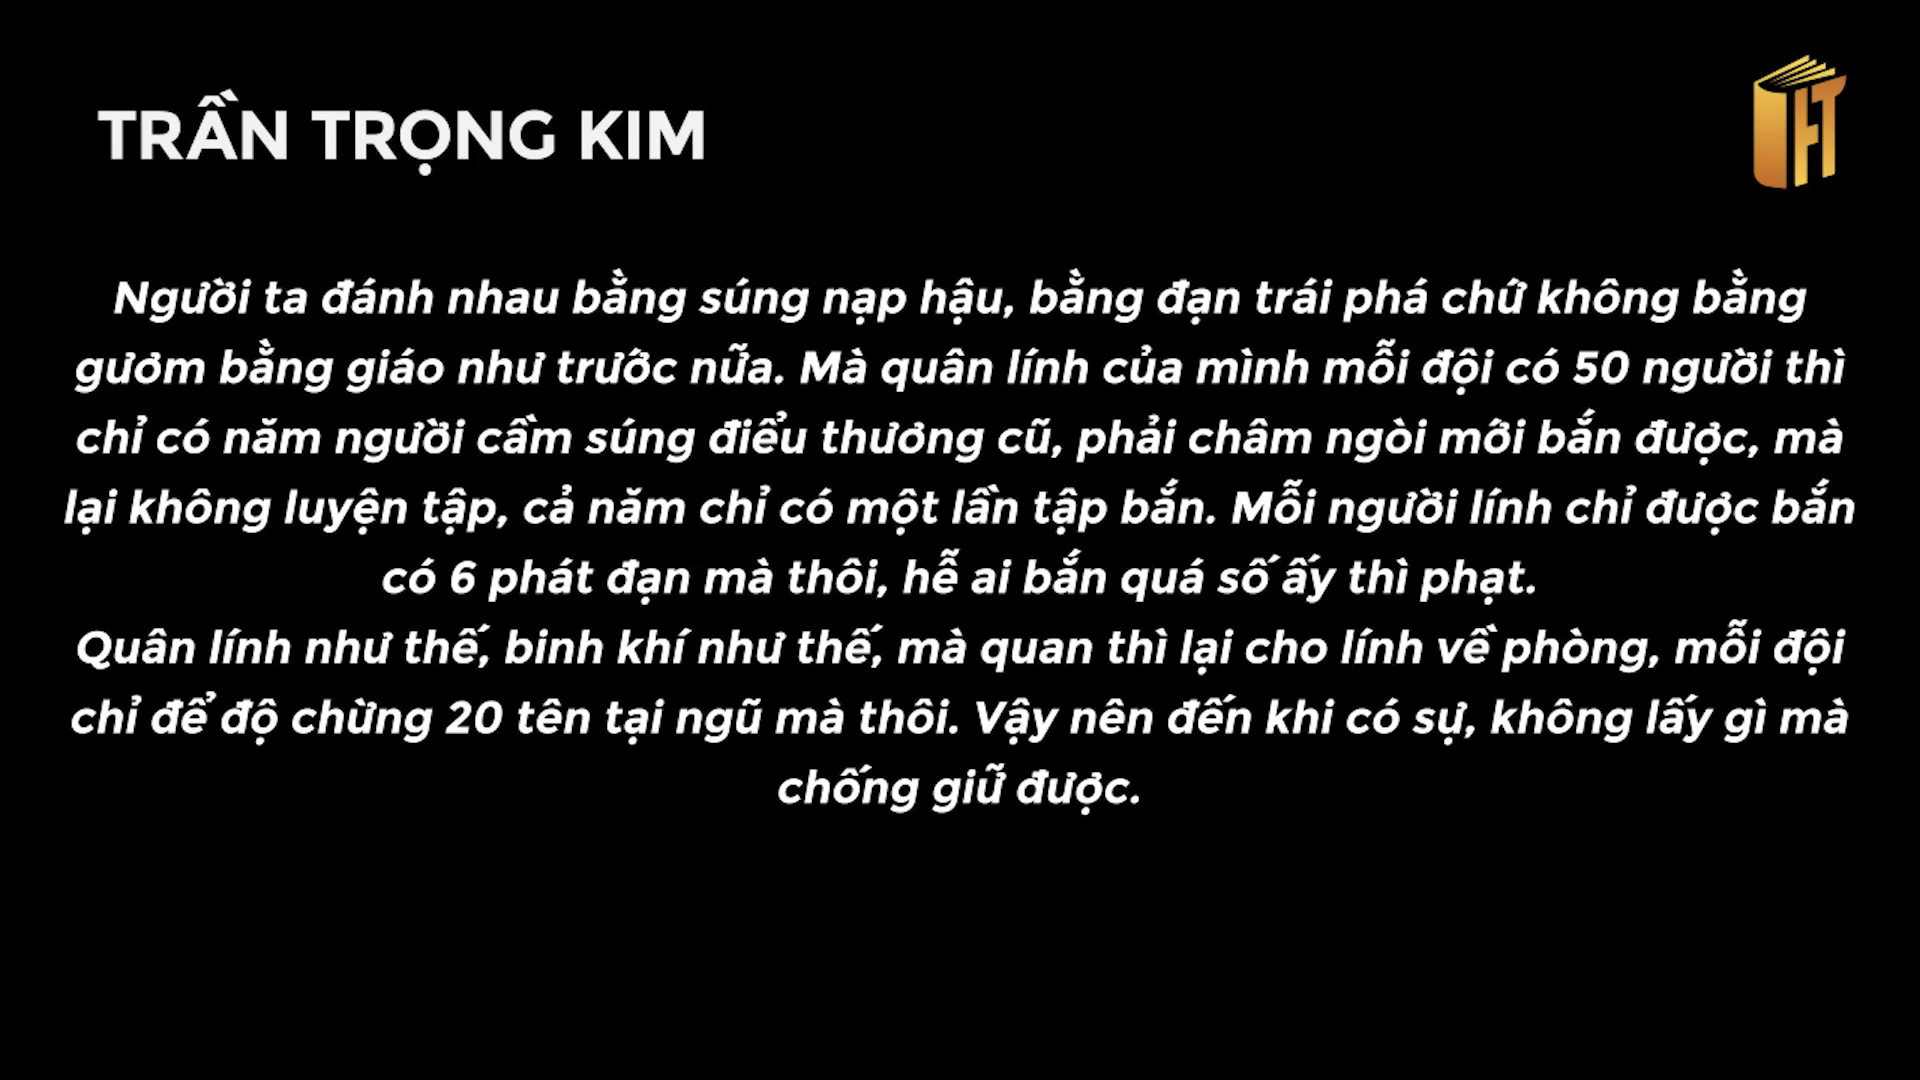 TRẦN TRỌNG KIM
Người ta đánh nhau bằng súng nạp hậu, bằng đạn trái phá chứ không bằng
gươm bằng giáo như trước nữa. Mà quân lính của mình mỗi đội có 50 người thì
chỉ có năm người cầm súng điểu thương cũ, phải châm ngòi mới bắn được, mà
lại không luyện tập, cả năm chỉ có một lần tập bắn. Mỗi người lính chỉ được bắn
có 6 phát đạn mà thôi, hễ ai bắn quá số ấy thì phạt.
Quân lính như thế, binh khí như thế, mà quan thì lại cho lính về phòng, mỗi đội
chỉ để độ chừng 20 tên tại ngũ mà thôi. Vậy nên đến khi có sự, không lấy gì mà
chống giữ được.